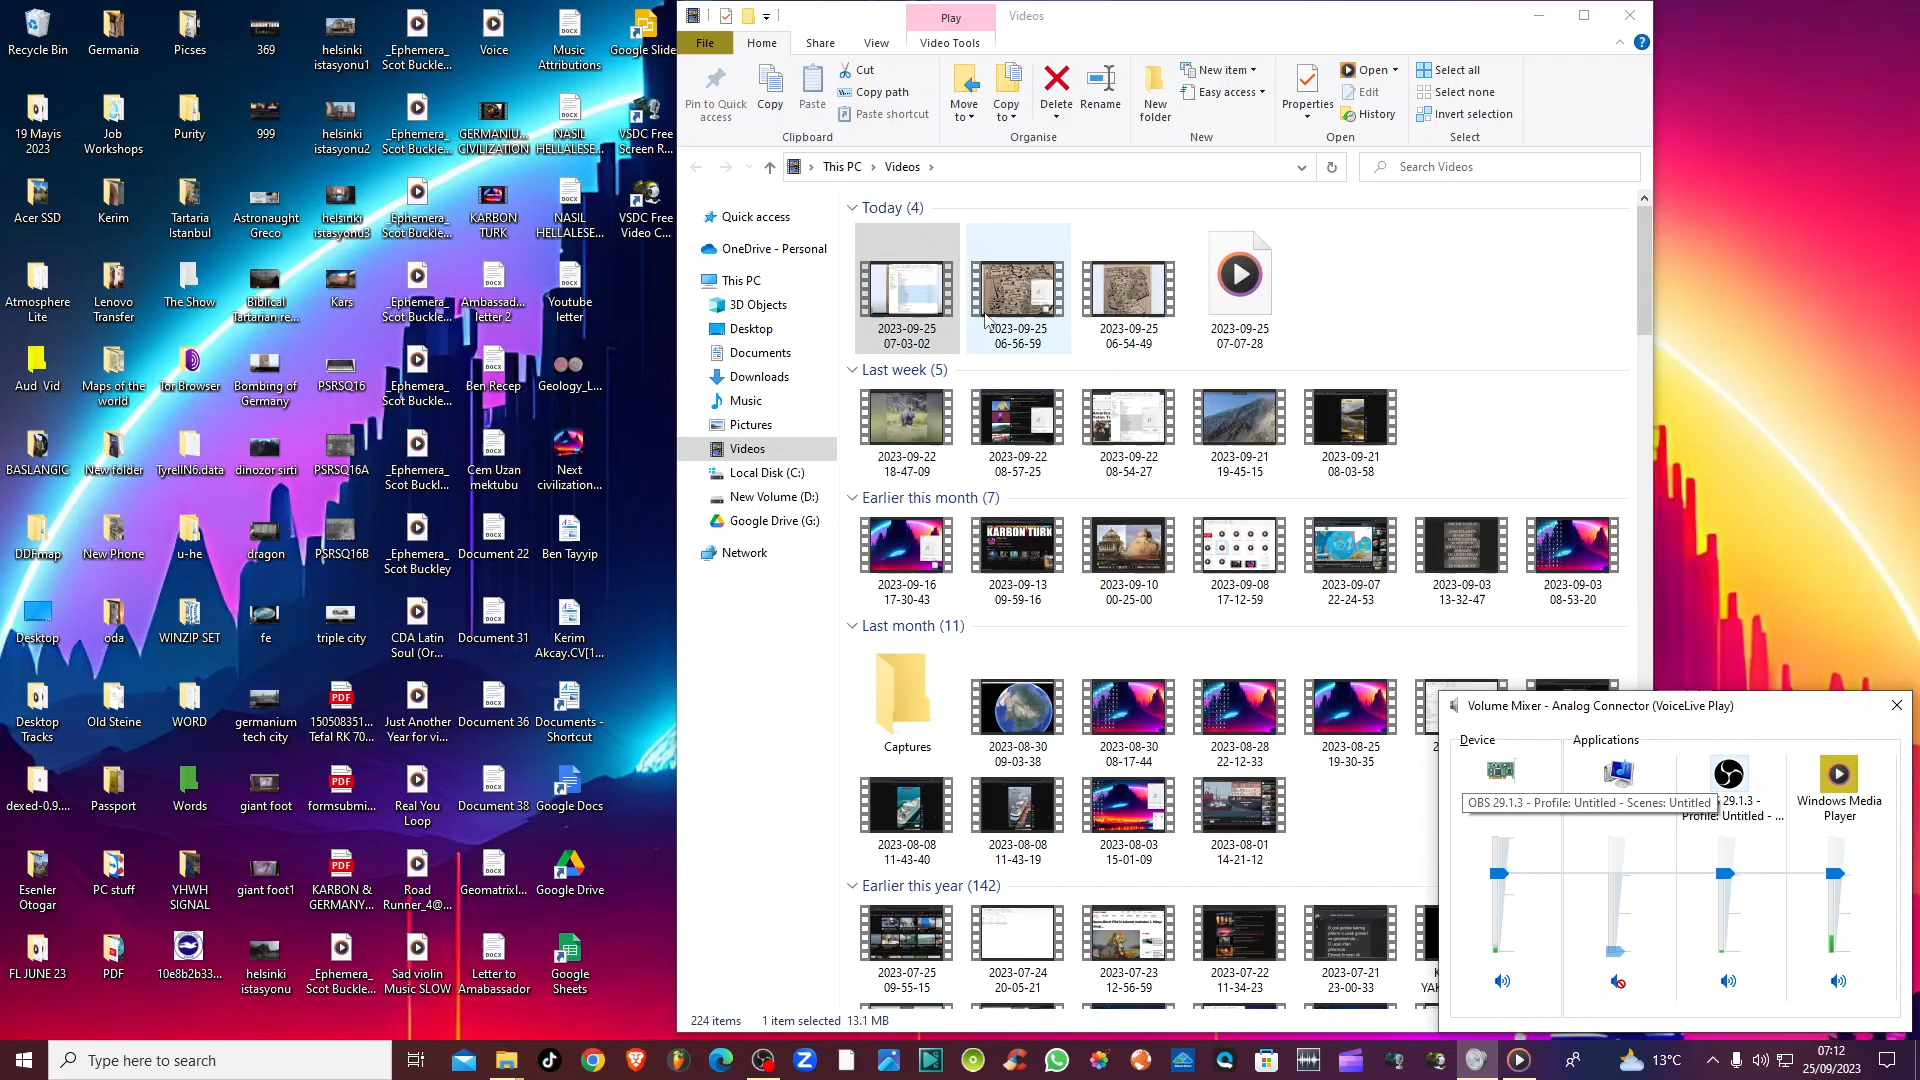 Recycle Bin
Germania
Picses
369
helsinki
istasyonu1
_Ephemera_
Scot Buckle...
Voice
Music
Attributions
Google Slides
19 Mayis
2023
Job
Workshops
Purity
999
helsinki
istasyonu2
_Ephemera_
Scot Buckle...
GERMANIU...
CIVILIZATION
NASIL
HELLALESE...
VSDC Free
Screen R...
Acer SSD
Kerim
Tartaria
Istanbul
Astronaught
Greco
helsinki
istasyonu3
_Ephemera_
Scot Buckle...
KARBON
TURK
NASIL
HELLALESE...
VSDC Free
Video C...
Atmosphere
Lite
Lenovo
Transfer
The Show
Biblical
Tartarian re...
Kars
_Ephemera_
Scot Buckle...
Ambassad...
letter 2
Youtube
letter
Aud Vid
Maps of the
world
Tor Browser
Bombing of
Germany
PSRSQ16
_Ephemera_
Scot Buckle...
Ben Recep
Geology_L...
BASLANGIC
New folder
TyrellN6.data
dinozor sirti
PSRSQ16A
_Ephemera_
Scot Buckl...
Cem Uzan
mektubu
Next
civilization...
DDFmap
New Phone
u-he
dragon
PSRSQ16B
_Ephemera_
Scot Buckley
Document 22
Ben Tayyip
Desktop
oda
WINZIP SET
fe
triple city
CDA Latin
Soul (Or...
Document 31
Kerim
Akcay.CV[1...
Desktop
Tracks
Old Steine
WORD
germanium
tech city
150508351...
Tefal RK 70...
Just Another
Year for vi...
Document 36
Documents -
Shortcut
dexed-0.9....
Passport
Words
giant foot
formsubmi...
Real You
Loop
Document 38
Google Docs
Esenler
Otogar
PC stuff
YHWH
SIGNAL
giant foot1
KARBON &
GERMANY...
Road
Runner_4@...
Geomatrixl...
Google Drive
FL JUNE 23
PDF
10e8b2b33...
helsinki
istasyonu
_Ephemera_
Scot Buckle...
Sad violin
Music SLOW
Letter to
Amabassador
Google
Sheets
Play
Videos
File
Home
Share
View
Video Tools
Pin to Quick
access
Copy
Paste
Cut
Copy path
Paste shortcut
Clipboard
Move
to
Copy
to
Delete
Rename
Organise
New
folder
New item
Easy access
New
Properties
Open
Edit
History
Open
Select all
Select none
Invert selection
Select
This PC
Videos
Search Videos
Quick access
OneDrive - Personal
This PC
3D Objects
Desktop
Documents
Downloads
Music
Pictures
Videos
Local Disk (C:)
New Volume (D:)
Google Drive (G:)
Network
Today (4)
2023-09-25
07-03-02
2023-09-25
06-56-59
2023-09-25
06-54-49
2023-09-25
07-07-28
Last week (5)
2023-09-22
18-47-09
2023-09-22
08-57-25
2023-09-22
08-54-27
2023-09-21
19-45-15
2023-09-21
08-03-58
Earlier this month (7)
KARBON'TURK
2023-09-16
17-30-43
2023-09-13
09-59-16
2023-09-10
00-25-00
2023-09-08
17-12-59
2023-09-07
22-24-53
2023-09-03
13-32-47
2023-09-03
08-53-20
Last month (11)
Captures
2023-08-30
09-03-38
2023-08-30
08-17-44
2023-08-28
22-12-33
2023-08-25
19-30-35
2023-08-08
11-43-40
2023-08-08
11-43-19
2023-08-03
15-01-09
2023-08-01
14-21-12
Earlier this year (142)
2023-07-25
09-55-15
2023-07-24
20-05-21
2023-07-23
12-56-59
2023-07-22
11-34-23
2023-07-21
23-00-33
224 items
1 item selected 13.1 MB
Volume Mixer - Analog Connector (VoiceLive Play)
Device
Applications
OBS 29.1.3 - Profile: Untitled - Scenes: Untitled
29.1.3 -
Profile: Untitled - ...
Windows Media
Player
Type here to search
13°C
07:12
25/09/2023